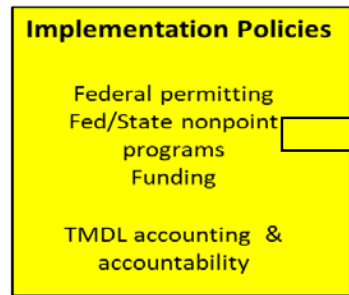 Implementation Policies
Federal permitting
Fed/State nonpoint
programs
Funding
TMDL accounting &
accountability